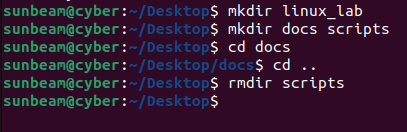 sunbeam@cyber:~/Desktop$ mkdir linux_lab
sunbeam@cyber:~/Desktop$ mkdir docs scripts
sunbeam@cyber:~/Desktop$ cd docs
sunbeam@cyber:~/Desktop/docs$ cd ..
sunbeam@cyber:~/Desktop$ rmdir scripts
sunbeam@cyber:~/Desktop$